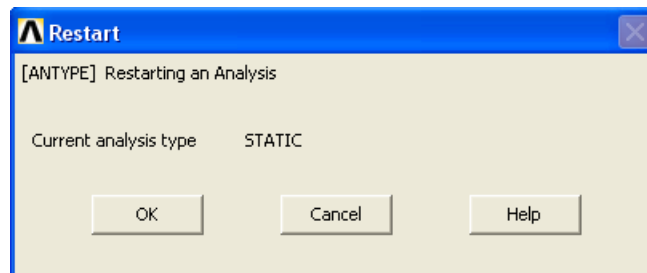 Restart
[ANTYPE] Restarting an Analysis
Current analysis type STATIC
OK Cancel Help